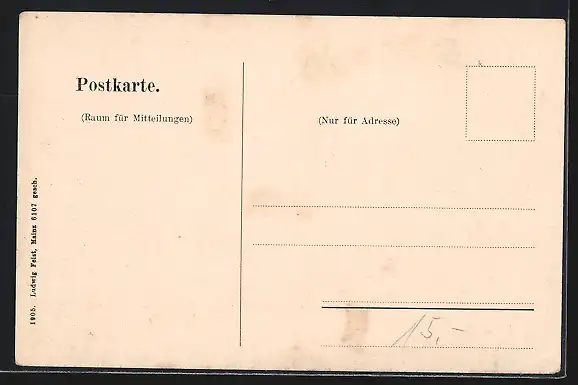 Postkarte.
(Raum für Mitteilungen)
(Nur für Adresse)
1905. Ludwig Feist, Mainz 6107 gesch.
15,-